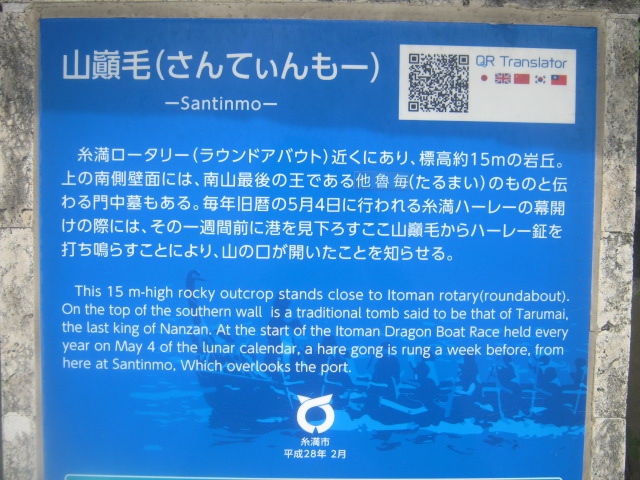 山巓毛(さんてぃんもー)
QR Translator
―Santinmo―
糸満ロータリー(ラウンドアバウト)近くにあり、標高約15mの岩丘。
上の南側壁面には、南山最後の王である他魯毎(たるまい)のものと伝
わる門中墓もある。毎年旧暦の5月4日に行われる糸満ハーレーの幕開
けの際には、その一週間前に港を見下ろすここ山巓毛からハーレー鉦を
打ち鳴らすことにより、山の口が開いたことを知らせる。
This 15 m-high rocky outcrop stands close to Itoman rotary(roundabout).
On the top of the southern wall is a traditional tomb said to be that of Tarumai,
the last king of Nanzan. At the start of the Itoman Dragon Boat Race held every
year on May 4 of the lunar calendar, a hare gong is rung a week before, from
here at Santinmo, Which overlooks the port.
糸満市
平成28年 2月